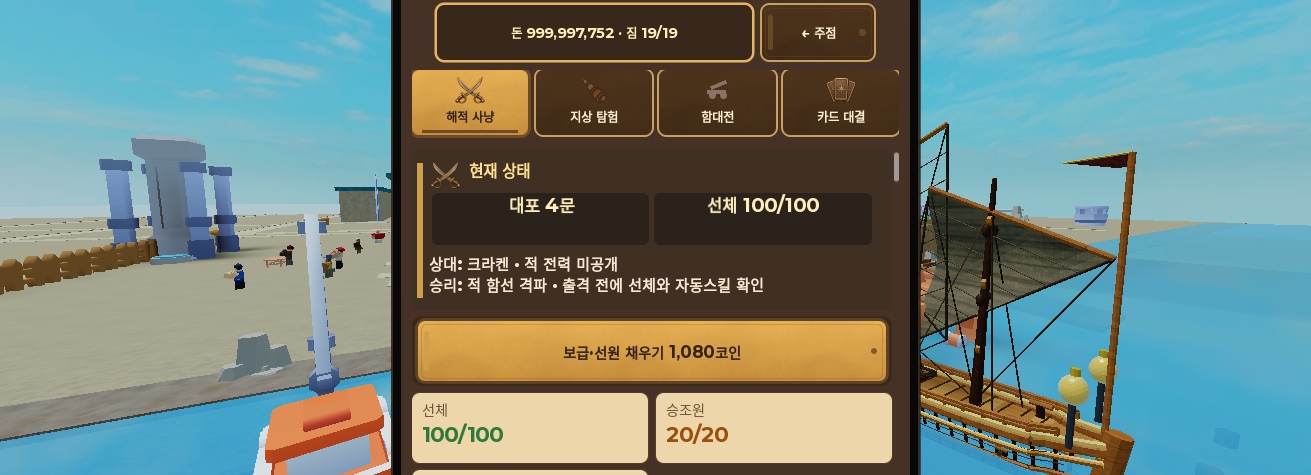 돈 999,997,752 · 짐 19/19
← 주점
해적 사냥
지상 탐험
함대전
카드 대결
현재 상태
대포 4문
선체 100/100
상대: 크라켄 • 적 전력 미공개
승리: 적 함선 격파 • 출격 전에 선체와 자동스킬 확인
보급·선원 채우기 1,080코인
선체
100/100
승조원
20/20